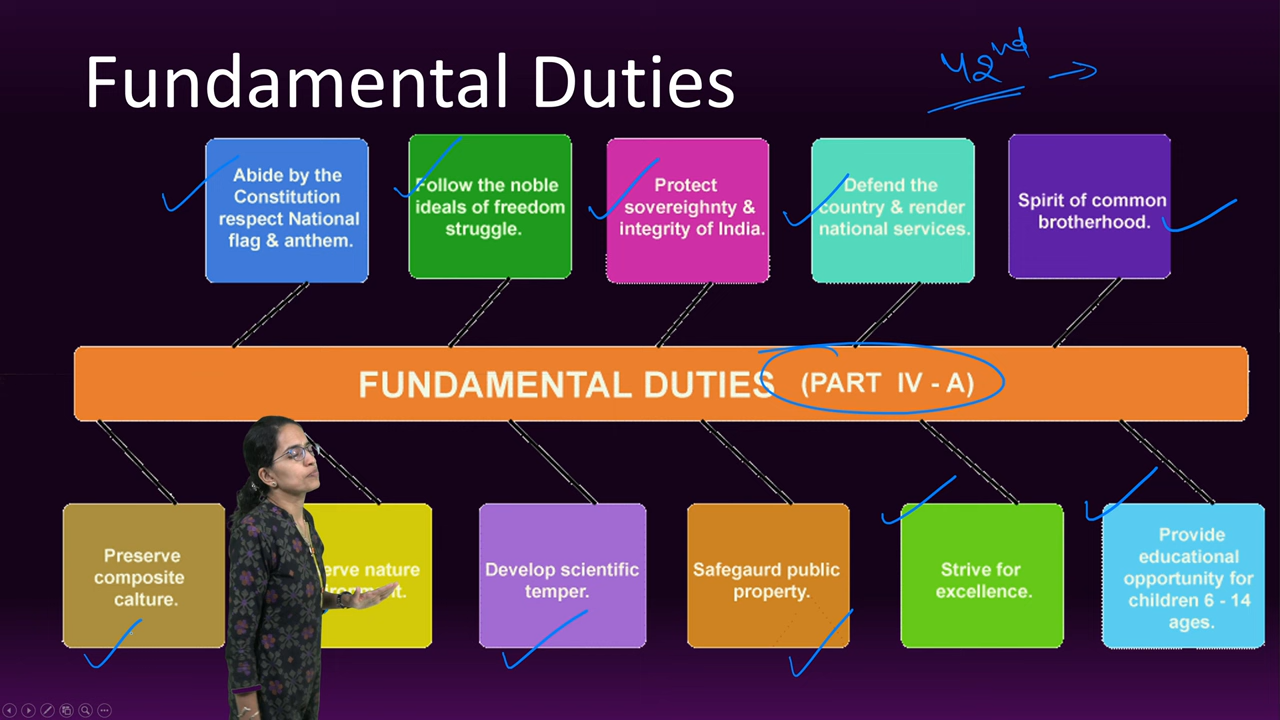 Fundamental Duties
42nd →
Abide by the
Constitution
respect National
flag & anthem.
Follow the noble
ideals of freedom
struggle.
Protect
sovereighnty &
integrity of India.
Defend the
country & render
national services.
Spirit of common
brotherhood.
FUNDAMENTAL DUTIES (PART IV - A)
Preserve
composite
calture.
nature
Develop scientific
temper.
Safegaurd public
property.
Strive for
excellence.
Provide
educational
opportunity for
children 6 - 14
ages.